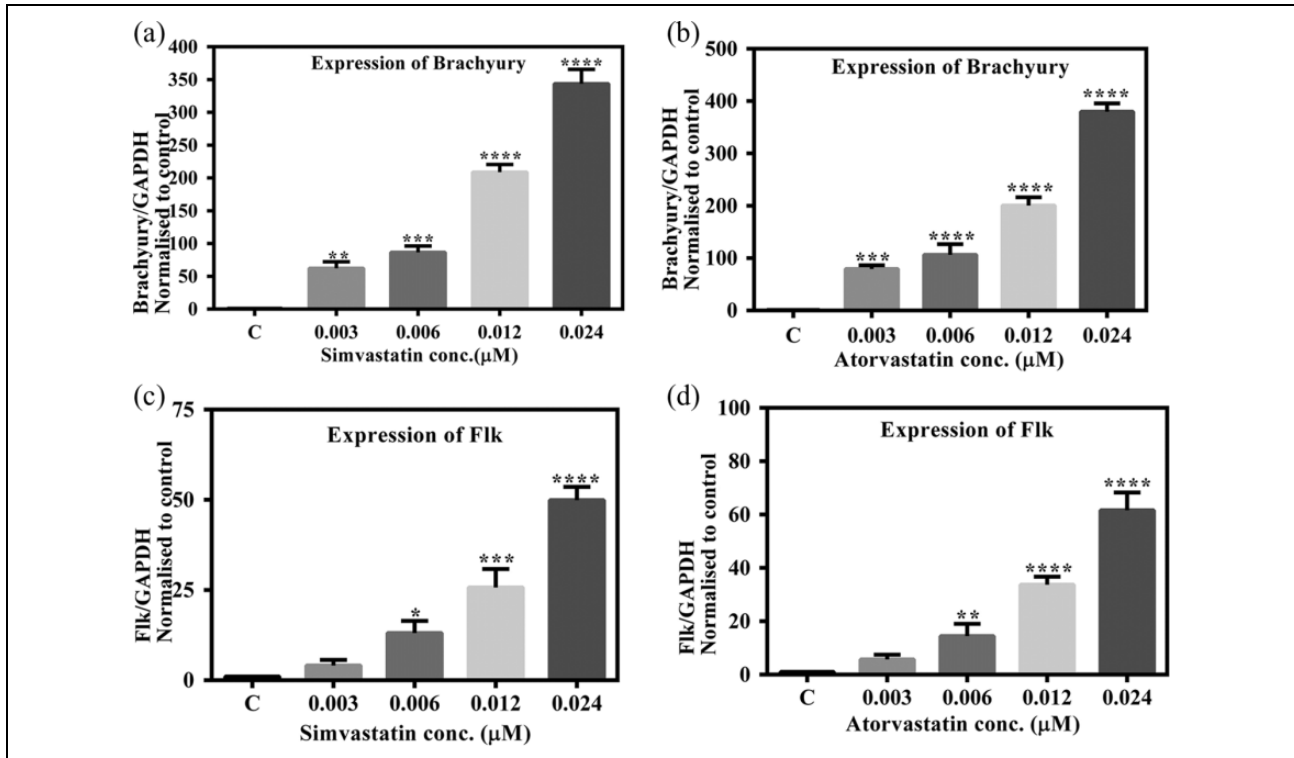 (a)
400
350
300
250
200
150
100
50
0
Brachyury/GAPDH
Normalised to control
Expression of Brachyury
**
***
****
****
C 0.003 0.006 0.012 0.024
Simvastatin conc.(μM)
(b)
500
400
300
200
100
0
Brachyury/GAPDH
Normalised to control
Expression of Brachyury
***
****
****
****
C 0.003 0.006 0.012 0.024
Atorvastatin conc. (μM)
(c)
75
50
25
0
Flk/GAPDH
Normalised to control
Expression of Flk
*
***
****
C 0.003 0.006 0.012 0.024
Simvastatin conc. (μM)
(d)
100
80
60
40
20
0
Flk/GAPDH
Normalised to control
Expression of Flk
**
****
****
C 0.003 0.006 0.012 0.024
Atorvastatin conc. (μM)